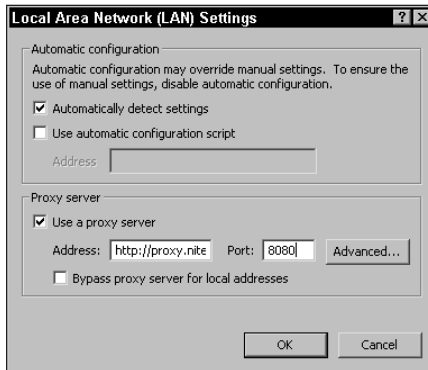 Local Area Network (LAN) Settings
Automatic configuration
Automatic configuration may override manual settings. To ensure the
use of manual settings, disable automatic configuration.
Automatically detect settings
Use automatic configuration script
Address
Proxy server
Use a proxy server
Address: http://proxy.nite Port: 8080 Advanced...
Bypass proxy server for local addresses
OK Cancel